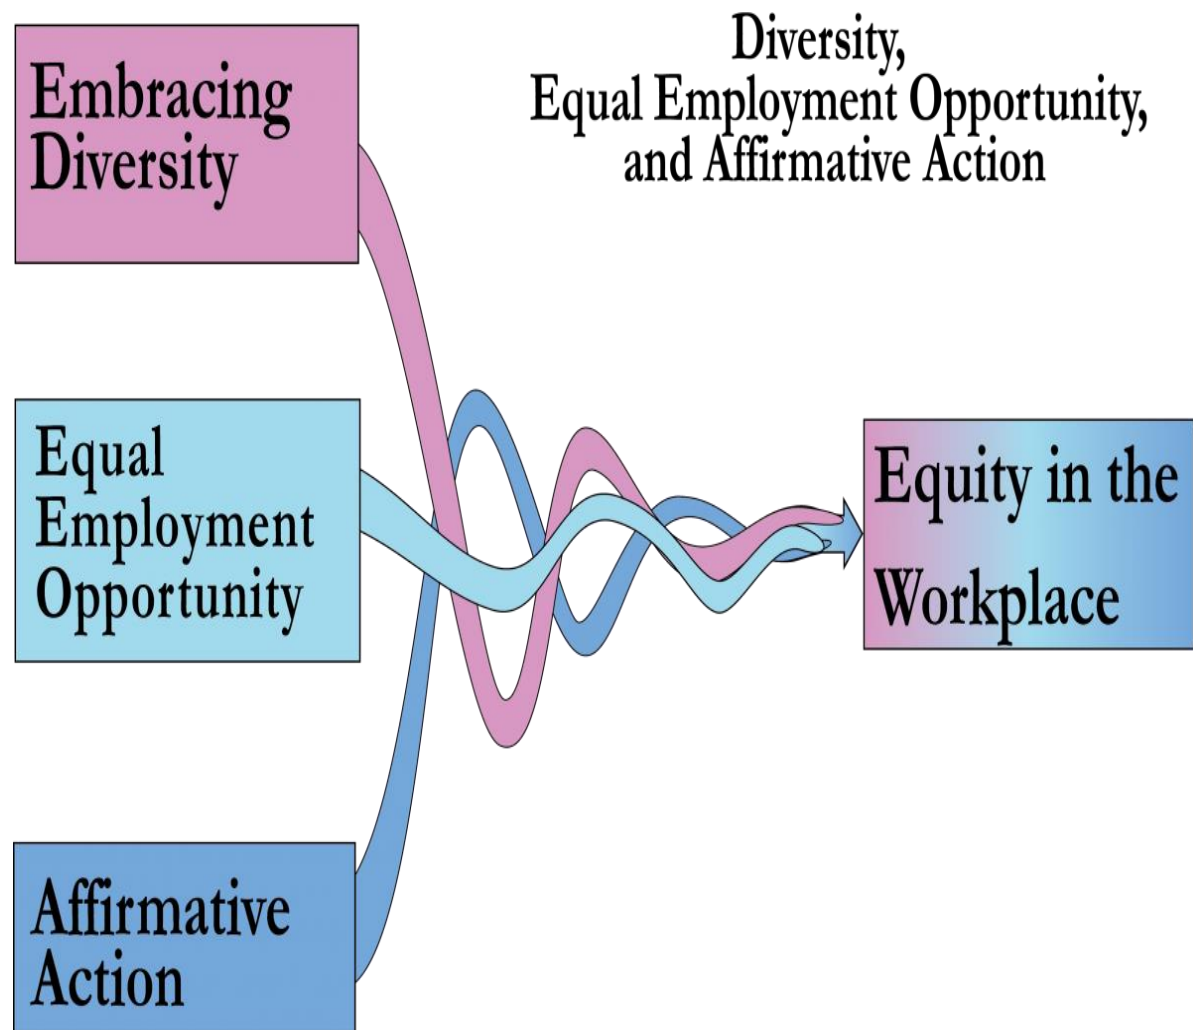 Diversity,
Equal Employment Opportunity,
and Affirmative Action
Embracing
Diversity
Equal
Employment
Opportunity
Affirmative
Action
Equity in the
Workplace